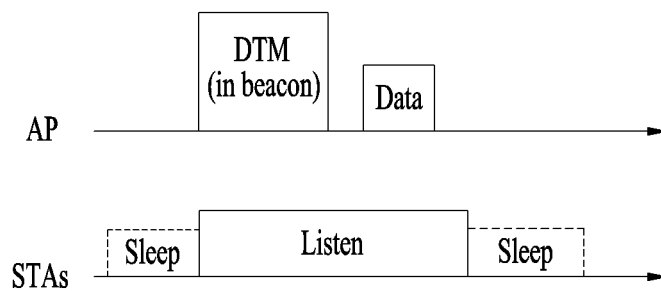 DTM
(in beacon)
Data
AP
Sleep
Listen
Sleep
STAs